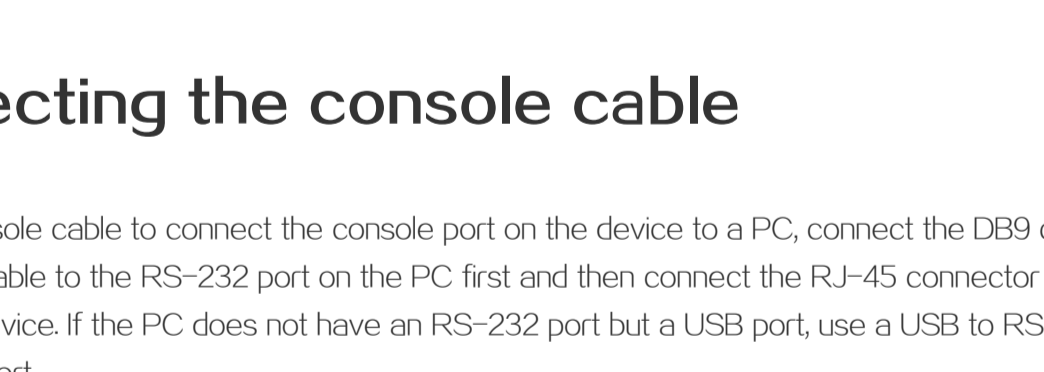 ecting the console cable
sole cable to connect the console port on the device to a PC, connect the DB9
able to the RS-232 port on the PC first and then connect the RJ-45 connector
vice. If the PC does not have an RS-232 port but a USB port, use a USB to RS
ort